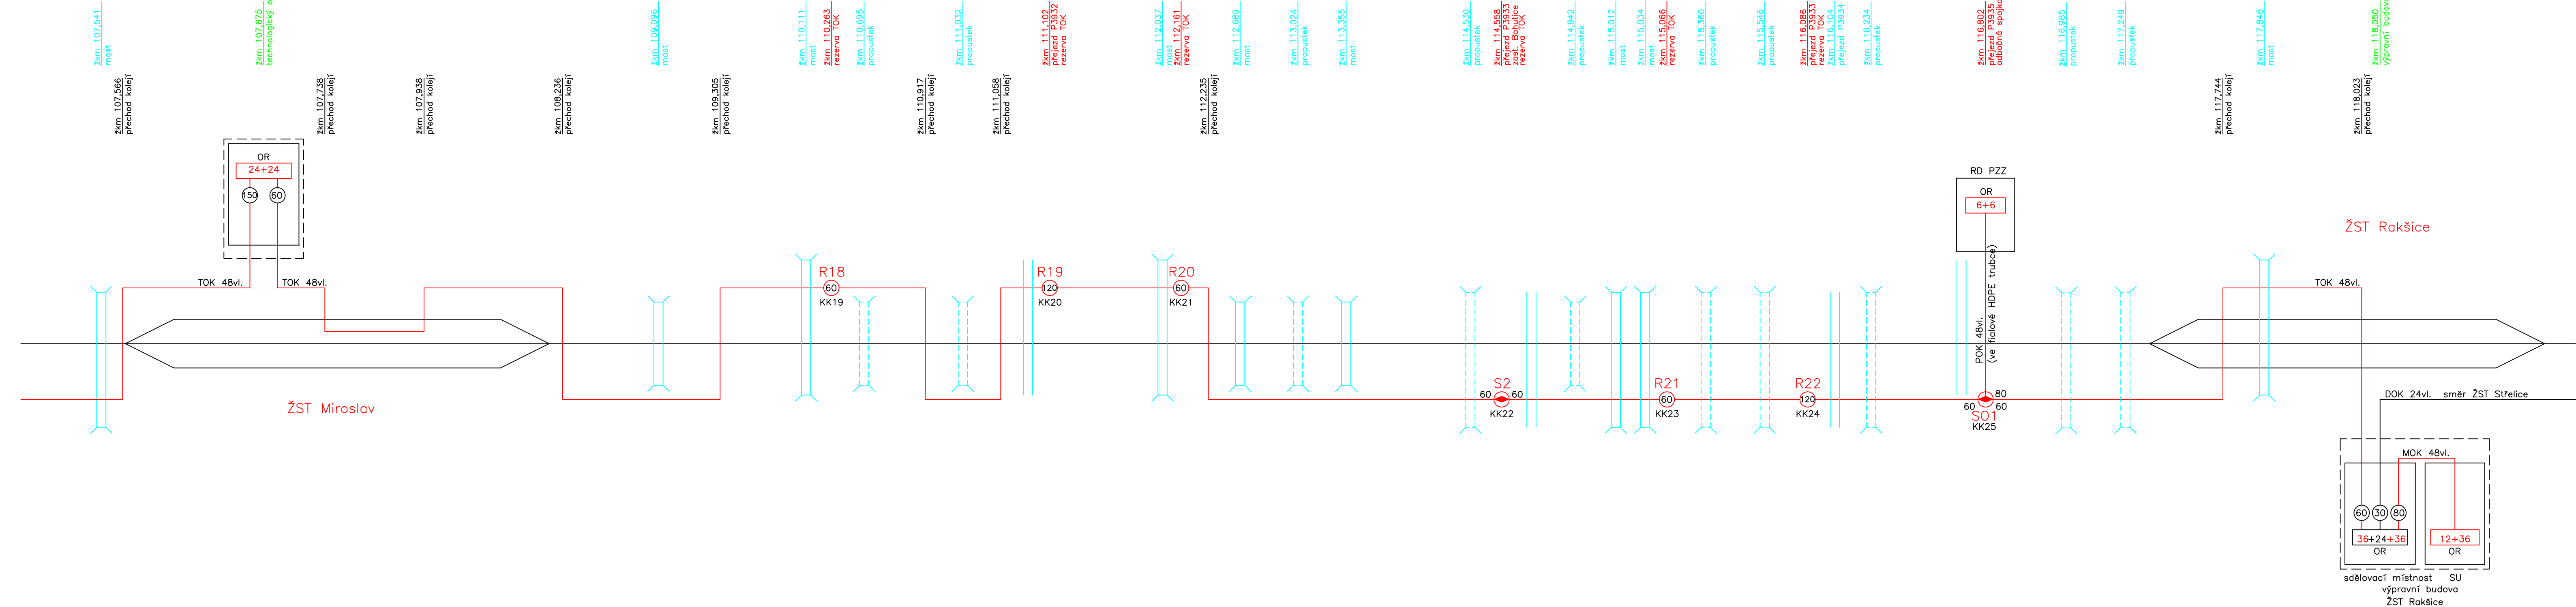 žkm 107,541
most
žkm 107,675
technologický
žkm 109,096
most
žkm 110,111
most
žkm 110,263
rezerva TOK
žkm 110,695
propustek
žkm 111,032
propustek
žkm 111,102
přejezd P3932
rezerva TOK
žkm 112,037
most
žkm 112,161
rezerva TOK
žkm 112,689
most
žkm 113,024
propustek
žkm 113,355
most
žkm 114,530
propustek
žkm 114,558
přejezd P3933
zast. Bohutice
rezerva TOK
žkm 114,942
propustek
žkm 115,012
most
žkm 115,034
most
žkm 115,066
rezerva TOK
žkm 115,360
propustek
žkm 115,546
propustek
žkm 116,086
přejezd P3933
rezerva TOK
žkm 116,104
přejezd P3934
žkm 116,234
propustek
žkm 116,802
přejezd P3935
odbočná spojka
žkm 116,985
propustek
žkm 117,249
propustek
žkm 117,848
most
žkm 118,050
výpravní budova
žkm 107,566
přechod kolejí
žkm 107,738
přechod kolejí
žkm 107,938
přechod kolejí
žkm 108,236
přechod kolejí
žkm 109,305
přechod kolejí
žkm 110,917
přechod kolejí
žkm 111,058
přechod kolejí
žkm 112,235
přechod kolejí
žkm 117,744
přechod kolejí
žkm 118,023
přechod kolejí
OR
24+24
150
60
RD PZZ
OR
6+6
ŽST Rakšice
TOK 48vl.
TOK 48vl.
R18
60
KK19
R19
120
KK20
R20
60
KK21
POK 48vl.
(ve fialové HDPE trubce)
TOK 48vl.
ŽST Miroslav
S2
60
60
KK22
R21
60
KK23
R22
120
KK24
80
60
60
SO1
KK25
DOK 24vl. směr ŽST Střelice
MOK 48vl.
60
30
80
36+24+36
OR
12+36
OR
sdělovací místnost
SU
výpravní budova
ŽST Rakšice